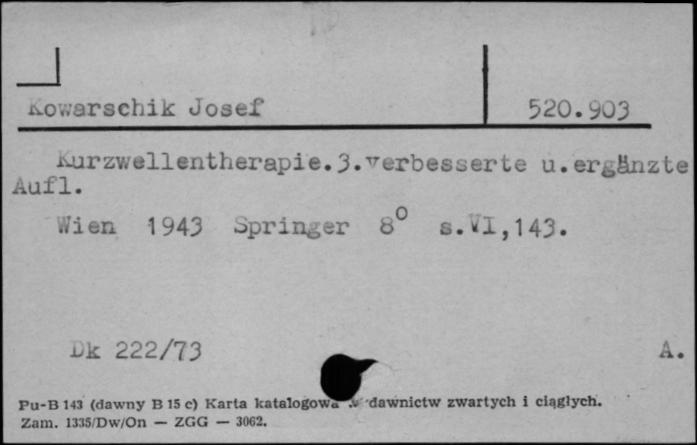 Kowarschik Josef 520.903
Kurzwellentherapie.3.verbesserte u.ergänzte
Aufl.
Wien 1943 Springer 8° s.VI,143.
Dk 222/73 A.
Pu-B 143 (dawny B 15 c) Karta katalogowa dawnictw zwartych i ciągłych.
Zam. 1335/Dw/On — ZGG — 3062.